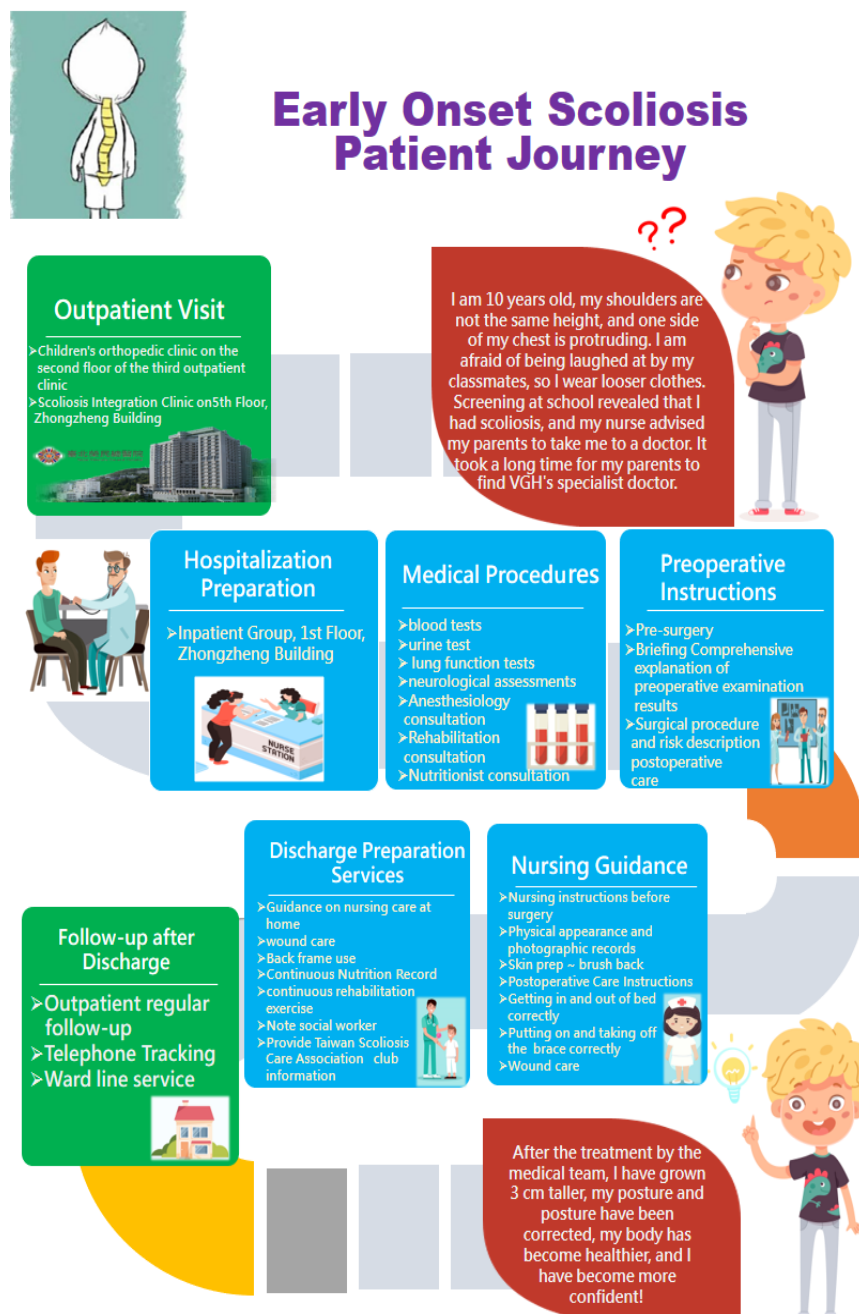 Early Onset Scoliosis
Patient Journey
??
I am 10 years old, my shoulders are
not the same height, and one side
of my chest is protruding. I am
afraid of being laughed at by my
classmates, so I wear looser clothes.
Screening at school revealed that I
had scoliosis, and my nurse advised
my parents to take me to a doctor. It
took a long time for my parents to
find VGH's specialist doctor.
Outpatient Visit
➤Children's orthopedic clinic on the
second floor of the third outpatient
clinic
➤Scoliosis Integration Clinic on5th Floor,
Zhongzheng Building
Hospitalization
Preparation
➤Inpatient Group, 1st Floor,
Zhongzheng Building
NURSE
STATION
Medical Procedures
➤blood tests
➤urine test
➤ lung function tests
➤neurological assessments
➤Anesthesiology
consultation
➤Rehabilitation
consultation
➤Nutritionist consultation
Preoperative
Instructions
➤Pre-surgery
➤Briefing Comprehensive
explanation of
preoperative examination
results
➤Surgical procedure
and risk description
postoperative
care
Nursing Guidance
➤Nursing instructions before
surgery
➤Physical appearance and
photographic records
➤Skin prep ~ brush back
➤Postoperative Care Instructions
➤Getting in and out of bed
correctly
➤Putting on and taking off
the brace correctly
➤Wound care
Discharge Preparation
Services
➤Guidance on nursing care at
home
➤wound care
➤Back frame use
➤Continuous Nutrition Record
➤continuous rehabilitation
exercise
➤Note social worker
➤Provide Taiwan Scoliosis
Care Association club
information
Follow-up after
Discharge
➤Outpatient regular
follow-up
➤Telephone Tracking
➤Ward line service
After the treatment by the
medical team, I have grown
3 cm taller, my posture and
posture have been
corrected, my body has
become healthier, and I
have become more
confident!